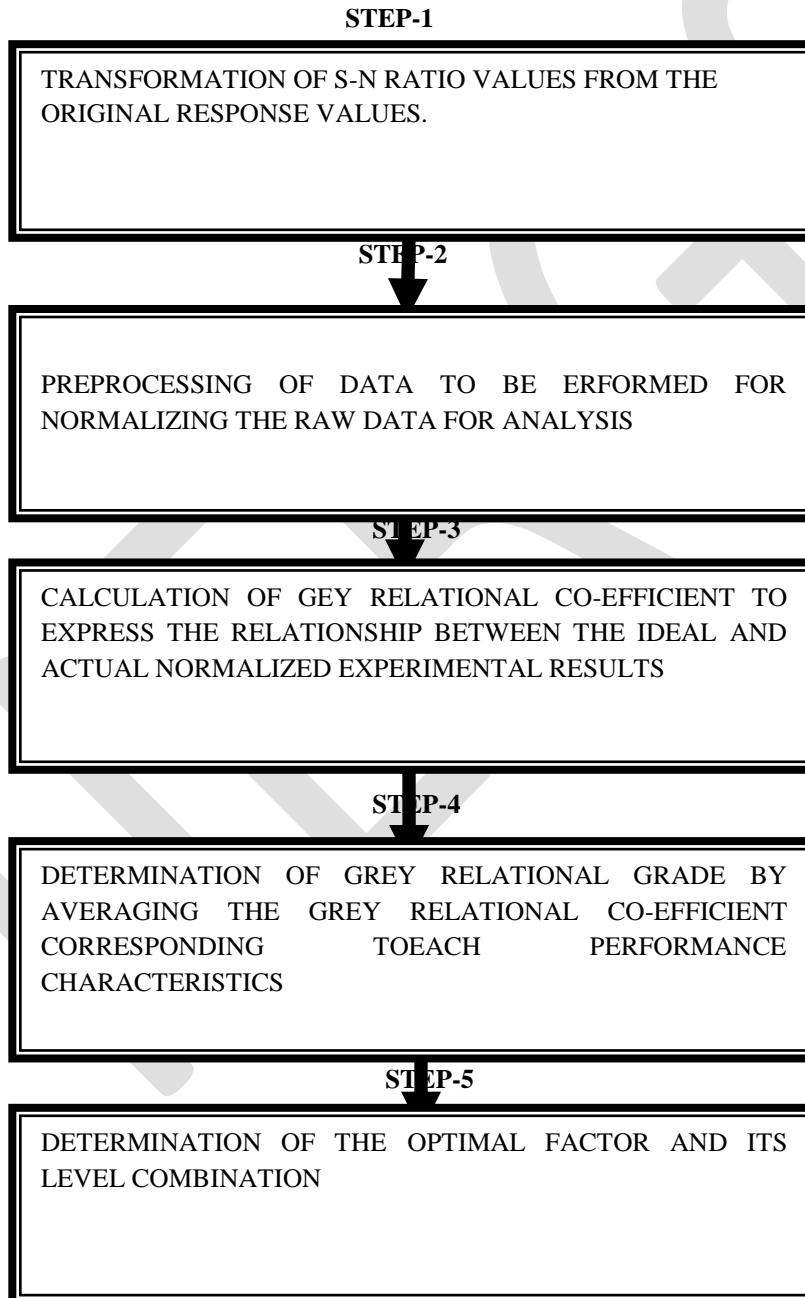 STEP-1
TRANSFORMATION OF S-N RATIO VALUES FROM THE
ORIGINAL RESPONSE VALUES.
STEP-2
PREPROCESSING OF DATA TO BE ERFORMED FOR
NORMALIZING THE RAW DATA FOR ANALYSIS
STEP-3
CALCULATION OF GEY RELATIONAL CO-EFFICIENT TO
EXPRESS THE RELATIONSHIP BETWEEN THE IDEAL AND
ACTUAL NORMALIZED EXPERIMENTAL RESULTS
STEP-4
DETERMINATION OF GREY RELATIONAL GRADE BY
AVERAGING THE GREY RELATIONAL CO-EFFICIENT
CORRESPONDING TOEACH PERFORMANCE
CHARACTERISTICS
STEP-5
DETERMINATION OF THE OPTIMAL FACTOR AND ITS
LEVEL COMBINATION